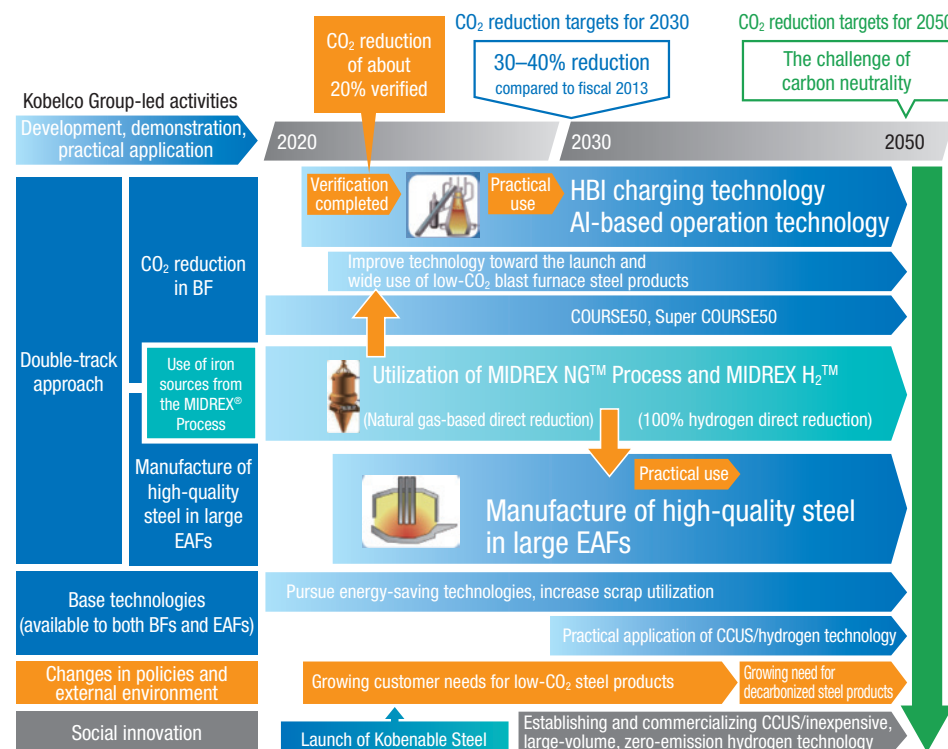 CO₂ reduction
of about
20% verified
CO₂ reduction targets for 2030
30–40% reduction
compared to fiscal 2013
CO₂ reduction targets for 2050
The challenge of
carbon neutrality
Kobelco Group-led activities
Development, demonstration,
practical application
2020
2030
2050
Double-track
approach
CO₂ reduction
in BF
Use of iron
sources from
the MIDREX®
Process
Manufacture of
high-quality
steel in large
EAFs
Verification
completed
Practical
use
HBI charging technology
AI-based operation technology
Improve technology toward the launch and
wide use of low-CO₂ blast furnace steel products
COURSE50, Super COURSE50
Utilization of MIDREX NG™ Process and MIDREX H₂™
(Natural gas-based direct reduction)
(100% hydrogen direct reduction)
Practical use
Manufacture of high-quality steel
in large EAFs
Base technologies
(available to both BFs and EAFs)
Pursue energy-saving technologies, increase scrap utilization
Practical application of CCUS/hydrogen technology
Changes in policies and
external environment
Growing customer needs for low-CO₂ steel products
Growing need for
decarbonized steel products
Social innovation
Launch of Kobenable Steel
Establishing and commercializing CCUS/inexpensive,
large-volume, zero-emission hydrogen technology